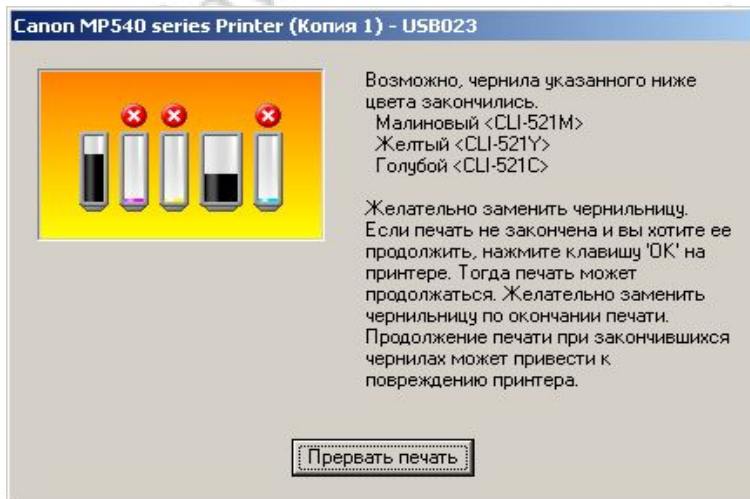 Canon MP540 series Printer (Копия 1) - USB023
Возможно, чернила указанного ниже
цвета закончились.
Малиновый <CLI-521M>
Желтый <CLI-521Y>
Голубой <CLI-521C>
Желательно заменить чернильницу.
Если печать не закончена и вы хотите ее
продолжить, нажмите клавишу 'OK' на
принтере. Тогда печать может
продолжаться. Желательно заменить
чернильницу по окончании печати.
Продолжение печати при закончившихся
чернилах может привести к
повреждению принтера.
Прервать печать